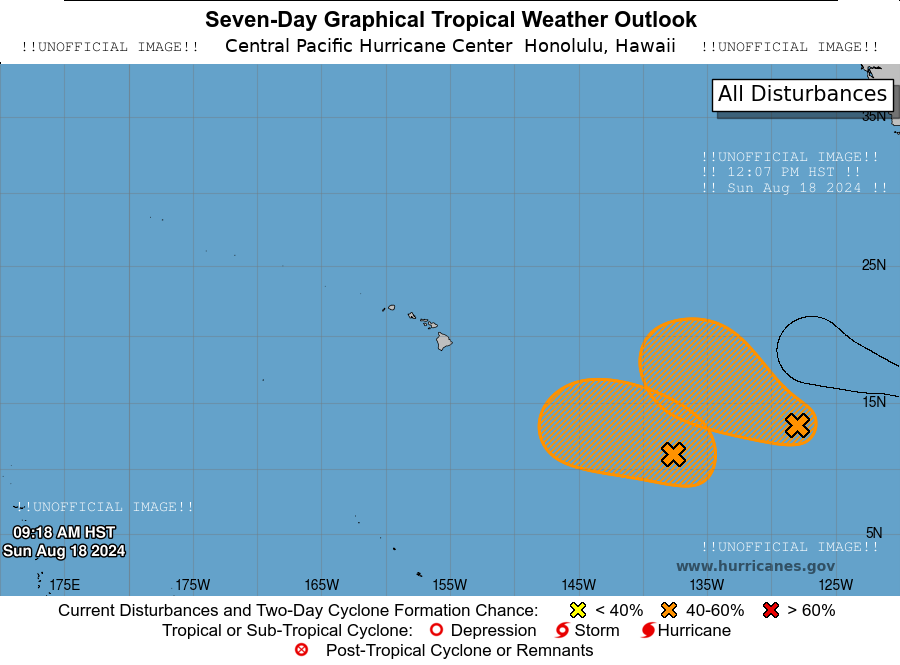 Seven-Day Graphical Tropical Weather Outlook
!!UNOFFICIAL IMAGE!! Central Pacific Hurricane Center Honolulu, Hawaii !!UNOFFICIAL IMAGE!!
All Disturbances
35N
!!UNOFFICIAL IMAGE!!
!! 12:07 PM HST !!
!! Sun Aug 18 2024 !!
25N
15N
!!UNOFFICIAL IMAGE!!
09:18 AM HST
Sun Aug 18 2024
5N
!!UNOFFICIAL IMAGE!!
www.hurricanes.gov
175E 175W 165W 155W 145W 135W 125W
Current Disturbances and Two-Day Cyclone Formation Chance: < 40% 40-60% > 60%
Tropical or Sub-Tropical Cyclone: Depression Storm Hurricane
Post-Tropical Cyclone or Remnants